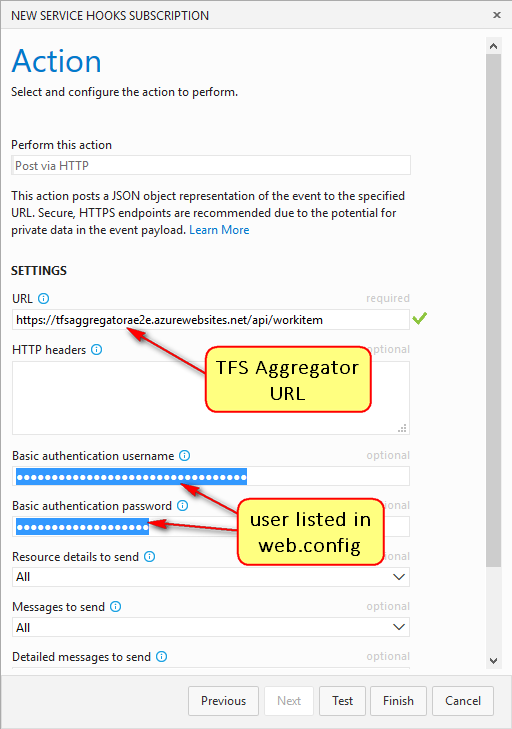 NEW SERVICE HOOKS SUBSCRIPTION
Action
Select and configure the action to perform.
Perform this action
Post via HTTP
This action posts a JSON object representation of the event to the specified
URL. Secure, HTTPS endpoints are recommended due to the potential for
private data in the event payload. Learn More
SETTINGS
URL required
https://tfsaggregatorae2e.azurewebsites.net/api/workitem
HTTP headers optional
TFS Aggregator
URL
Basic authentication username optional
Basic authentication password optional
user listed in
web.config
Resource details to send optional
All
Messages to send optional
All
Detailed messages to send optional
Previous Next Test Finish Cancel